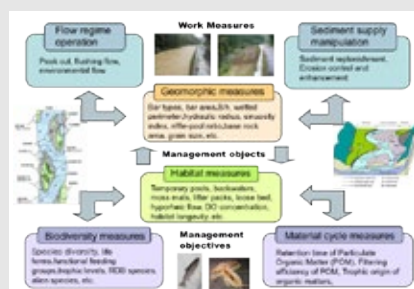 Flow regime
operation
Peak cut, flushing flow,
environmental flow
Work Measures
Sediment supply
manipulation
Sediment replenishment,
Erosion control and
enhancement
Geomorphic measures
Bar types, bar area, wetted
perimeter, hydraulic radius, sinuosity
index, riffle-pool ratio, base rock
area, grain size, etc.
Management objects
Habitat measures
Temporary pools, backwaters,
moss mats, litter packs, loose bed,
hyporheic flow, DO concentration,
habitat longevity, etc.
Biodiversity measures
Species diversity, life
forms, functional feeding
groups, trophic levels, RDB species,
alien species, etc.
Management
objectives
Material cycle measures
Retention time of Particulate
Organic Matter (POM), Filtering
efficiency of POM, Trophic origin of
organic matters,